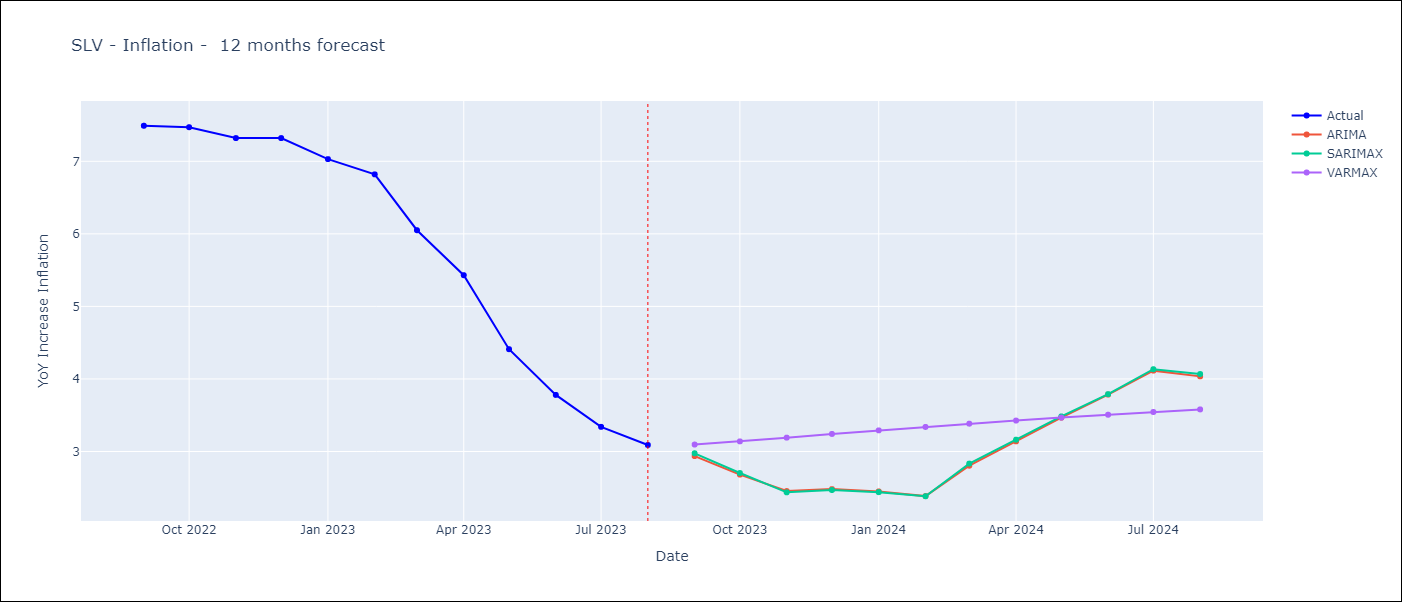 SLV - Inflation -  12 months forecast
Actual
ARIMA
SARIMAX
VARMAX
YoY Increase Inflation
7
6
5
4
3
Oct 2022
Jan 2023
Apr 2023
Jul 2023
Oct 2023
Jan 2024
Apr 2024
Jul 2024
Date